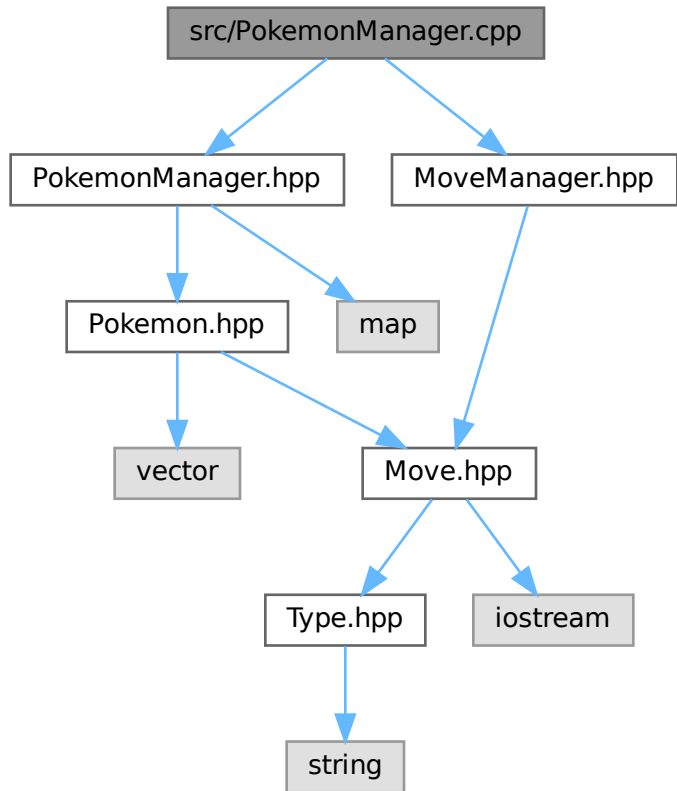 src/PokemonManager.cpp
PokemonManager.hpp
MoveManager.hpp
Pokemon.hpp
map
vector
Move.hpp
Type.hpp
iostream
string